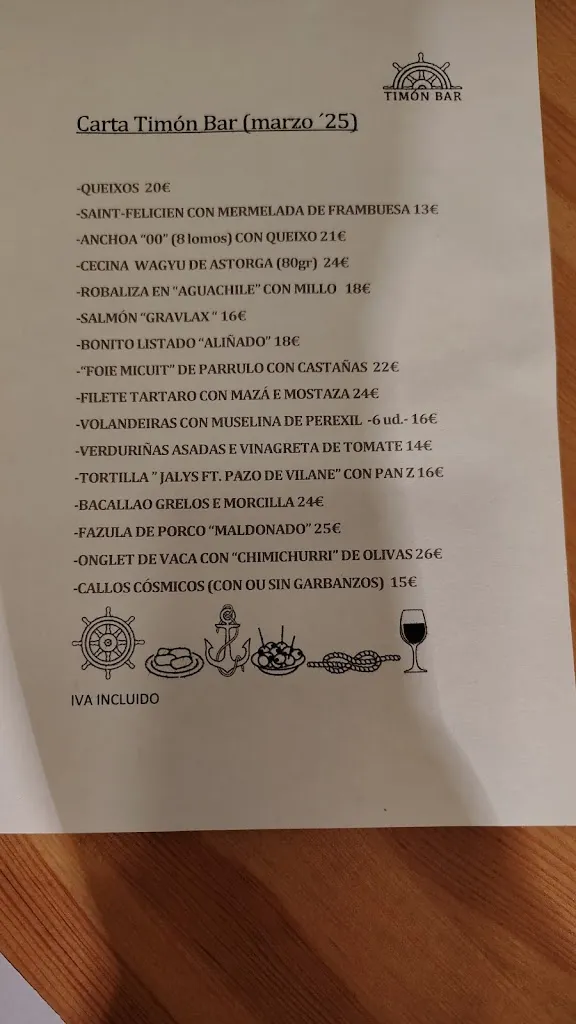 TIMÓN BAR
Carta Timón Bar (marzo ´25)
-QUEIXOS 20€
-SAINT-FELICIEN CON MERMELADA DE FRAMBUESA 13€
-ANCHOA “00” (8 lomos) CON QUEIXO 21€
-CECINA WAGYU DE ASTORGA (80gr) 24€
-ROBALIZA EN “AGUACHILE” CON MILLO 18€
-SALMÓN “GRAVLAX “ 16€
-BONITO LISTADO “ALIÑADO” 18€
-“FOIE MICUIT” DE PARRULO CON CASTAÑAS 22€
-FILETE TARTARO CON MAZÁ E MOSTAZA 24€
-VOLANDEIRAS CON MUSELINA DE PEREXIL -6 ud.- 16€
-VERDURIÑAS ASADAS E VINAGRETA DE TOMATE 14€
-TORTILLA ” JALYS FT. PAZO DE VILANE” CON PAN Z 16€
-BACALLAO GRELOS E MORCILLA 24€
-FAZULA DE PORCO “MALDONADO” 25€
-ONGLET DE VACA CON “CHIMICHURRI” DE OLIVAS 26€
-CALLOS CÓSMICOS (CON OU SIN GARBANZOS) 15€
IVA INCLUIDO